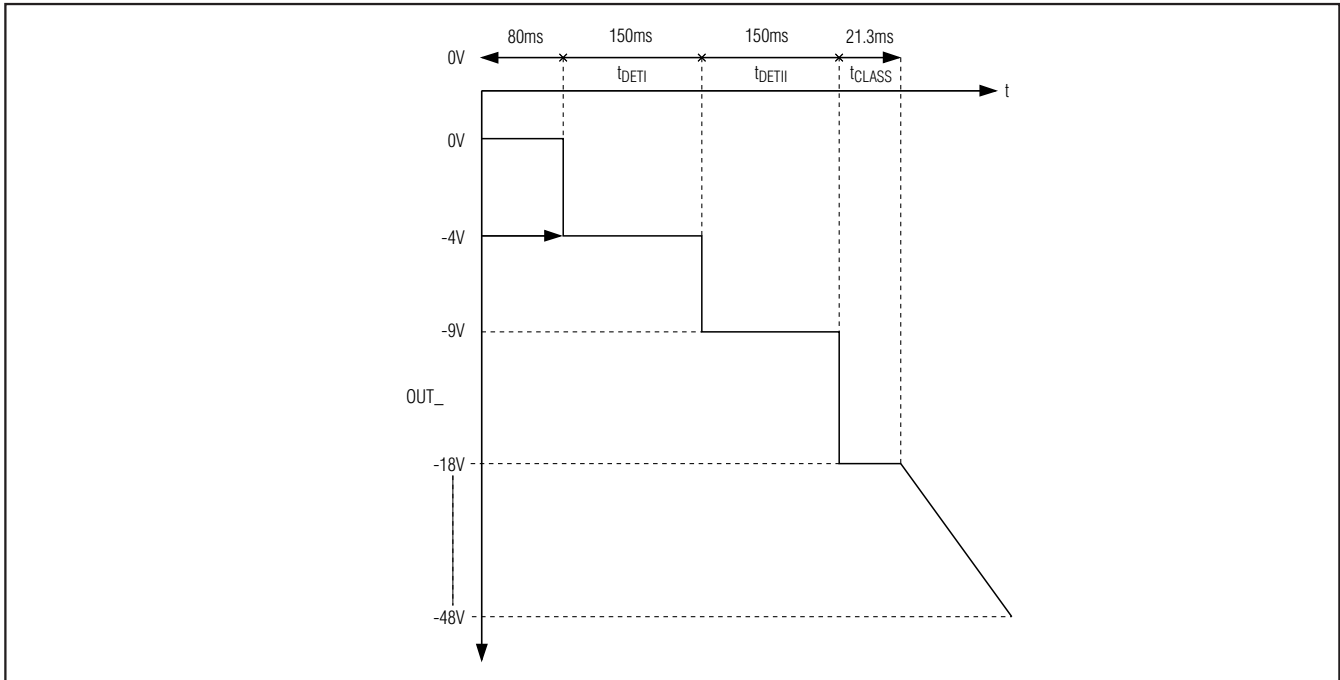 80ms 150ms 150ms 21.3ms
0V
tDETI tDETII tCLASS
t
0V
-4V
-9V
OUT_
-18V
-48V